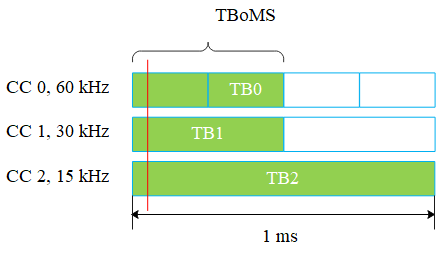 TBoMS
CC 0, 60 kHz
TB0
CC 1, 30 kHz
TB1
CC 2, 15 kHz
TB2
1 ms